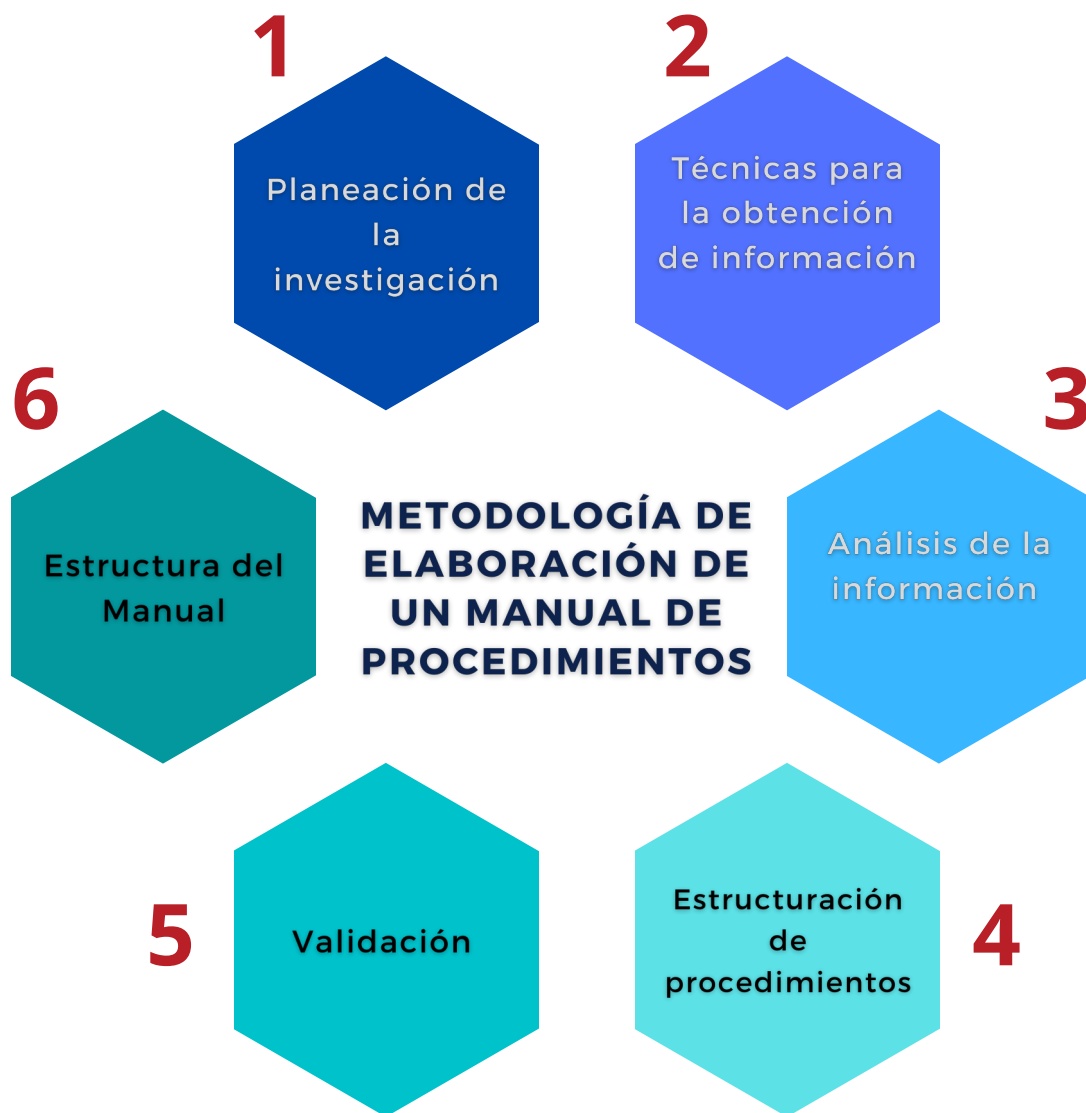 1
Planeación de
la
investigación
2
Técnicas para
la obtención
de información
3
Análisis de la
información
METODOLOGÍA DE
ELABORACIÓN DE
UN MANUAL DE
PROCEDIMIENTOS
4
Estructuración
de
procedimientos
5
Validación
6
Estructura del
Manual